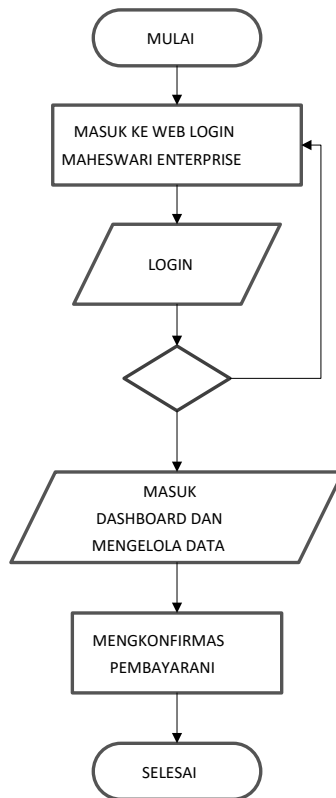 MULAI
MASUK KE WEB LOGIN
MAHESWARI ENTERPRISE
LOGIN
MASUK
DASHBOARD DAN
MENGELOLA DATA
MENGKONFIRMAS
PEMBAYARANI
SELESAI